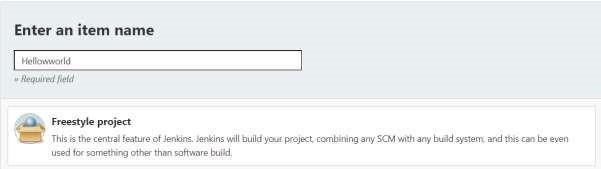 Enter an item name
Hellowworld
» Required field
Freestyle project
This is the central feature of Jenkins. Jenkins will build your project, combining any SCM with any build system, and this can be even
used for something other than software build.